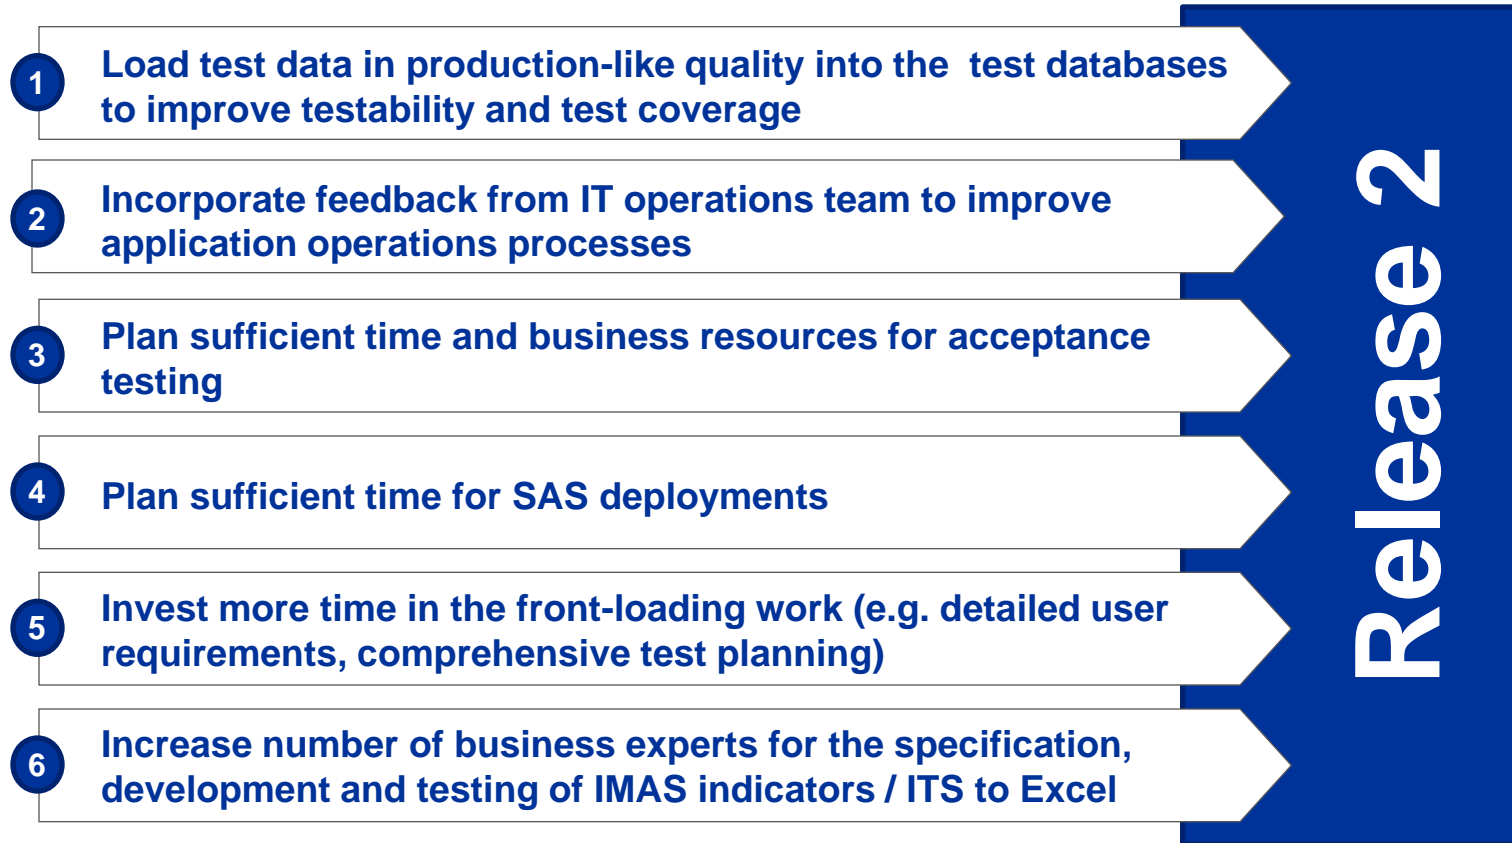 1
Load test data in production-like quality into the  test databases
to improve testability and test coverage
2
Incorporate feedback from IT operations team to improve
application operations processes
3
Plan sufficient time and business resources for acceptance
testing
4
Plan sufficient time for SAS deployments
5
Invest more time in the front-loading work (e.g. detailed user
requirements, comprehensive test planning)
6
Increase number of business experts for the specification,
development and testing of IMAS indicators / ITS to Excel
Release 2